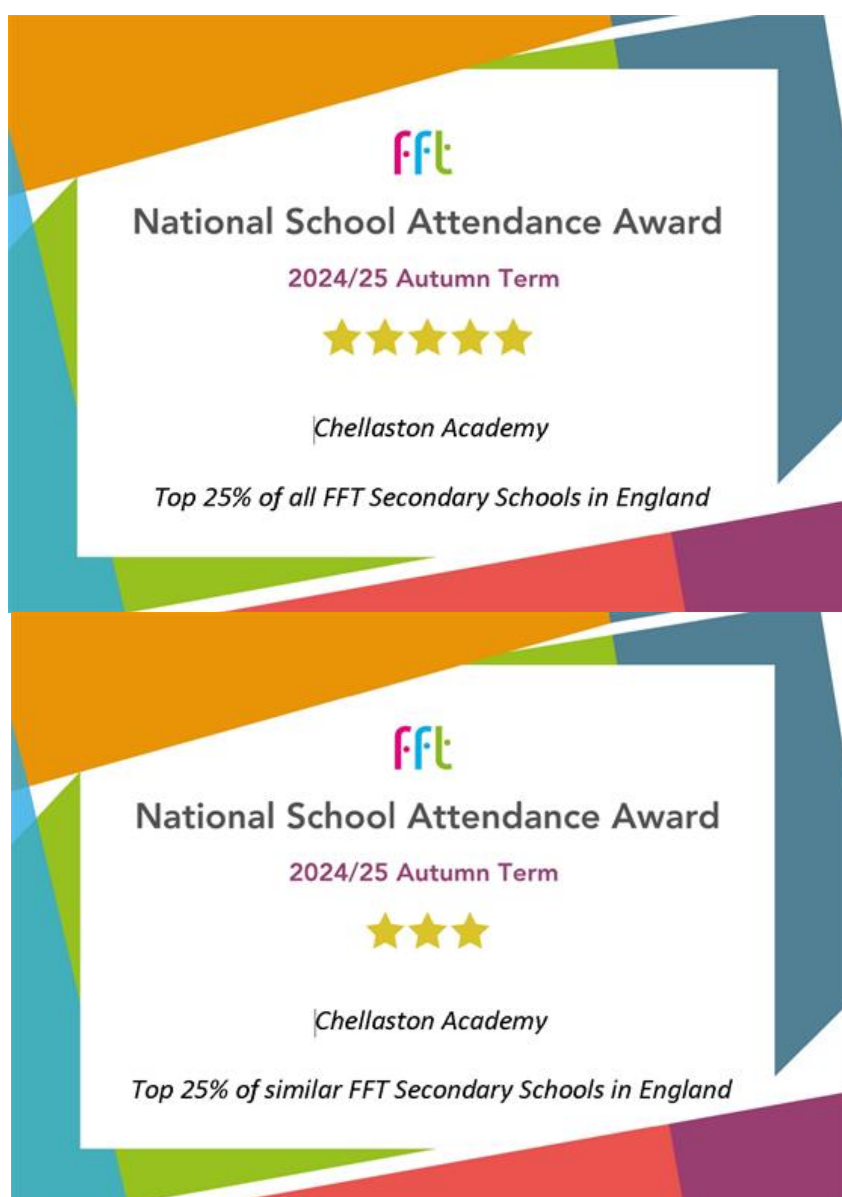 fft
National School Attendance Award
2024/25 Autumn Term
Chellaston Academy
Top 25% of all FFT Secondary Schools in England
fft
National School Attendance Award
2024/25 Autumn Term
Chellaston Academy
Top 25% of similar FFT Secondary Schools in England